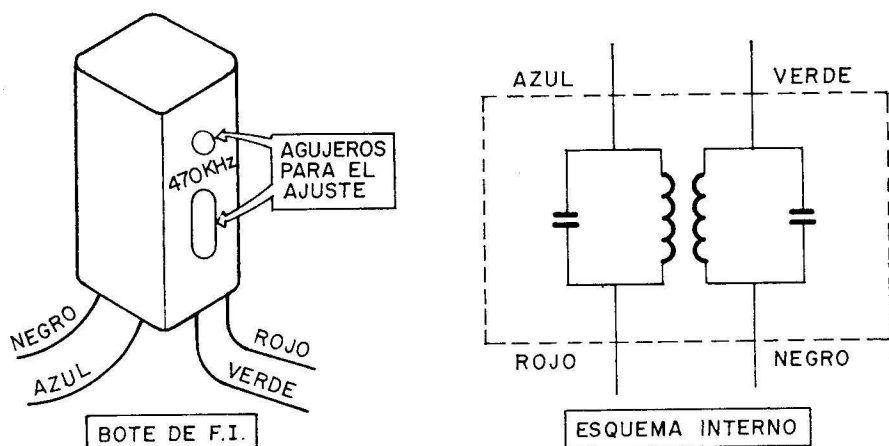 AGUJEROS
PARA EL
AJUSTE
470KHz
NEGRO
AZUL
ROJO
VERDE
BOTE DE F.I.
AZUL
VERDE
ROJO
NEGRO
ESQUEMA INTERNO